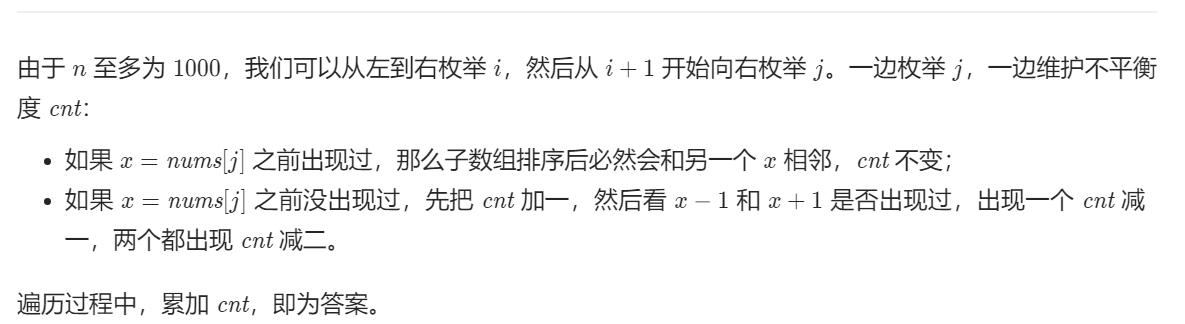 由于 n 至多为 1000，我们可以从左到右枚举 i，然后从 i + 1 开始向右枚举 j。一边枚举 j，一边维护不平衡
度 cnt：
• 如果 x = nums[j] 之前出现过，那么子数组排序后必然会和另一个 x 相邻，cnt 不变；
• 如果 x = nums[j] 之前没出现过，先把 cnt 加一，然后看 x − 1 和 x + 1 是否出现过，出现一个 cnt 减
一，两个都出现 cnt 减二。
遍历过程中，累加 cnt，即为答案。